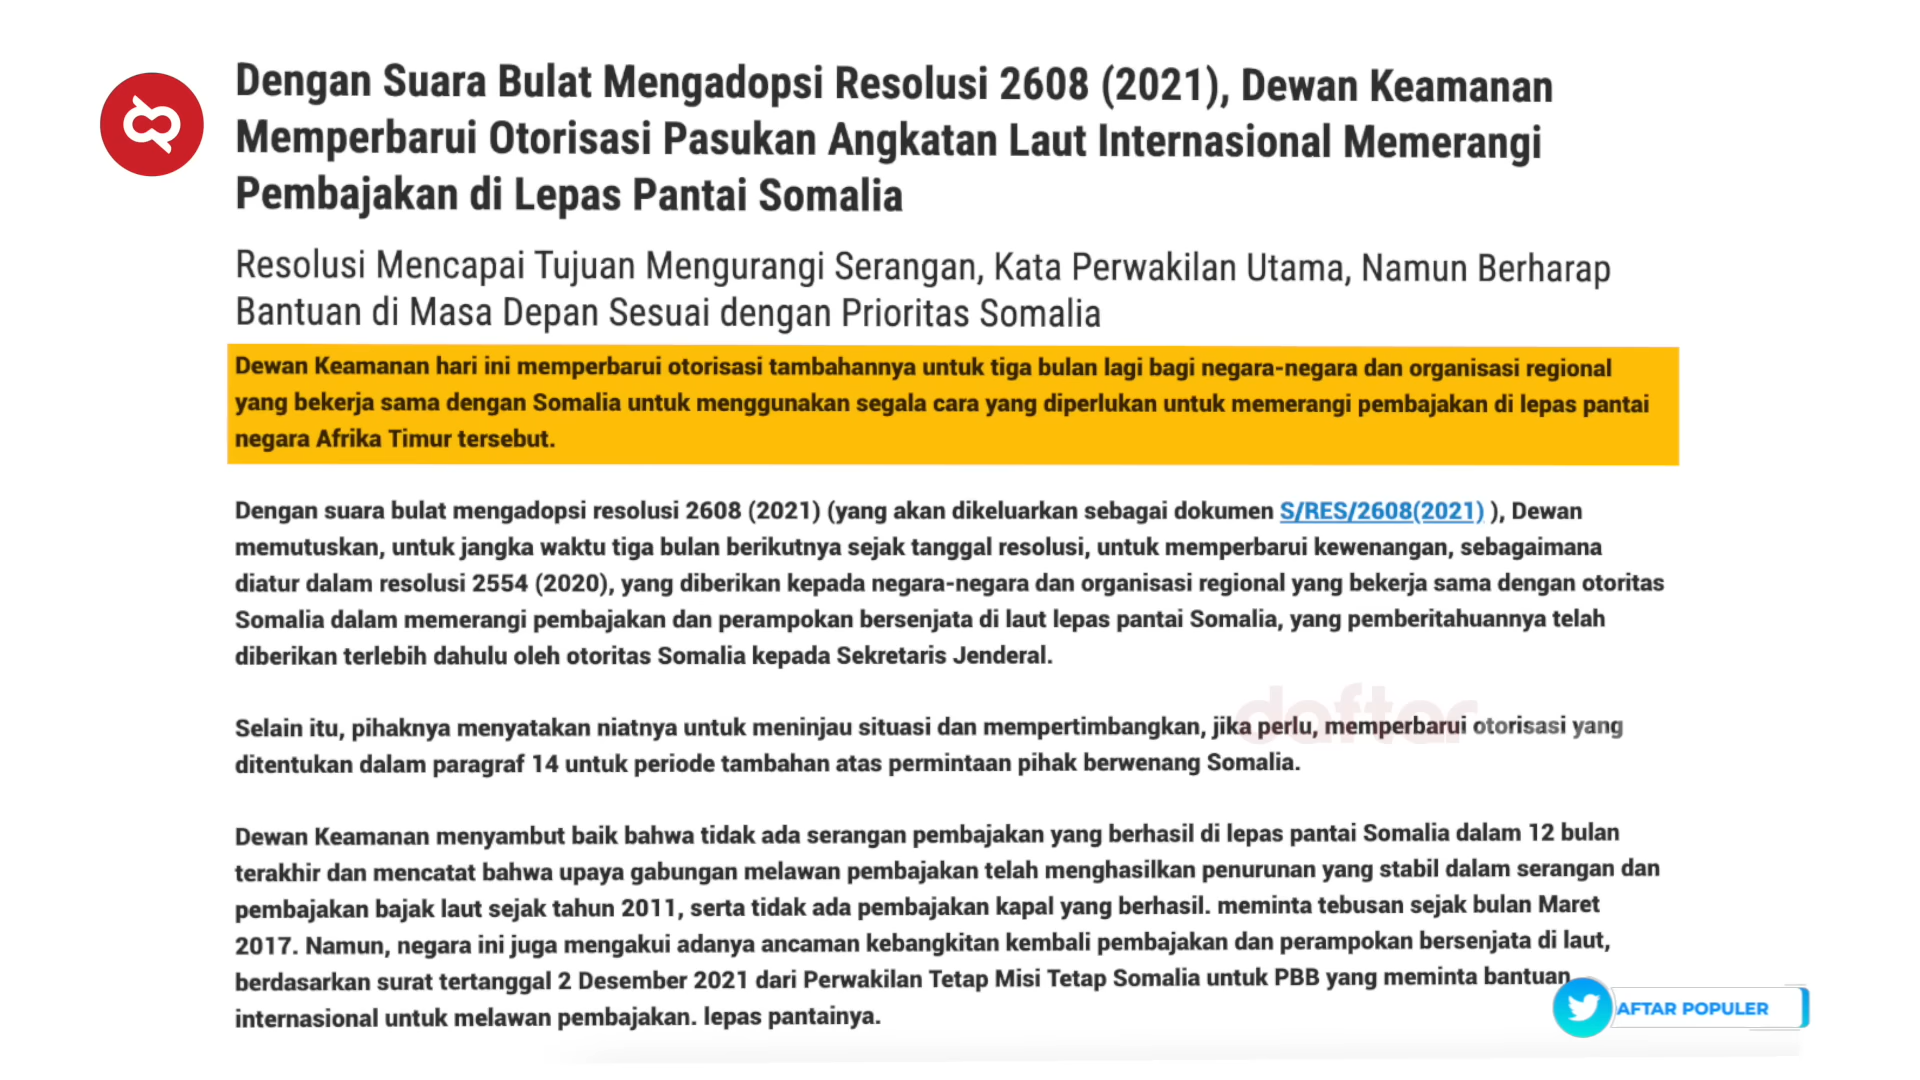 Dengan Suara Bulat Mengadopsi Resolusi 2608 (2021), Dewan Keamanan
Memperbarui Otorisasi Pasukan Angkatan Laut Internasional Memerangi
Pembajakan di Lepas Pantai Somalia
Resolusi Mencapai Tujuan Mengurangi Serangan, Kata Perwakilan Utama, Namun Berharap
Bantuan di Masa Depan Sesuai dengan Prioritas Somalia
Dewan Keamanan hari ini memperbarui otorisasi tambahannya untuk tiga bulan lagi bagi negara-negara dan organisasi regional
yang bekerja sama dengan Somalia untuk menggunakan segala cara yang diperlukan untuk memerangi pembajakan di lepas pantai
negara Afrika Timur tersebut.
Dengan suara bulat mengadopsi resolusi 2608 (2021) (yang akan dikeluarkan sebagai dokumen S/RES/2608(2021) ), Dewan
memutuskan, untuk jangka waktu tiga bulan berikutnya sejak tanggal resolusi, untuk memperbarui kewenangan, sebagaimana
diatur dalam resolusi 2554 (2020), yang diberikan kepada negara-negara dan organisasi regional yang bekerja sama dengan otoritas
Somalia dalam memerangi pembajakan dan perampokan bersenjata di laut lepas pantai Somalia, yang pemberitahuannya telah
diberikan terlebih dahulu oleh otoritas Somalia kepada Sekretaris Jenderal.
daftar
Selain itu, pihaknya menyatakan niatnya untuk meninjau situasi dan mempertimbangkan, jika perlu, memperbarui otorisasi yang
ditentukan dalam paragraf 14 untuk periode tambahan atas permintaan pihak berwenang Somalia.
Dewan Keamanan menyambut baik bahwa tidak ada serangan pembajakan yang berhasil di lepas pantai Somalia dalam 12 bulan
terakhir dan mencatat bahwa upaya gabungan melawan pembajakan telah menghasilkan penurunan yang stabil dalam serangan dan
pembajakan bajak laut sejak tahun 2011, serta tidak ada pembajakan kapal yang berhasil. meminta tebusan sejak bulan Maret
2017. Namun, negara ini juga mengakui adanya ancaman kebangkitan kembali pembajakan dan perampokan bersenjata di laut,
berdasarkan surat tertanggal 2 Desember 2021 dari Perwakilan Tetap Misi Tetap Somalia untuk PBB yang meminta bantuan
internasional untuk melawan pembajakan. lepas pantainya.
AFTAR POPULER